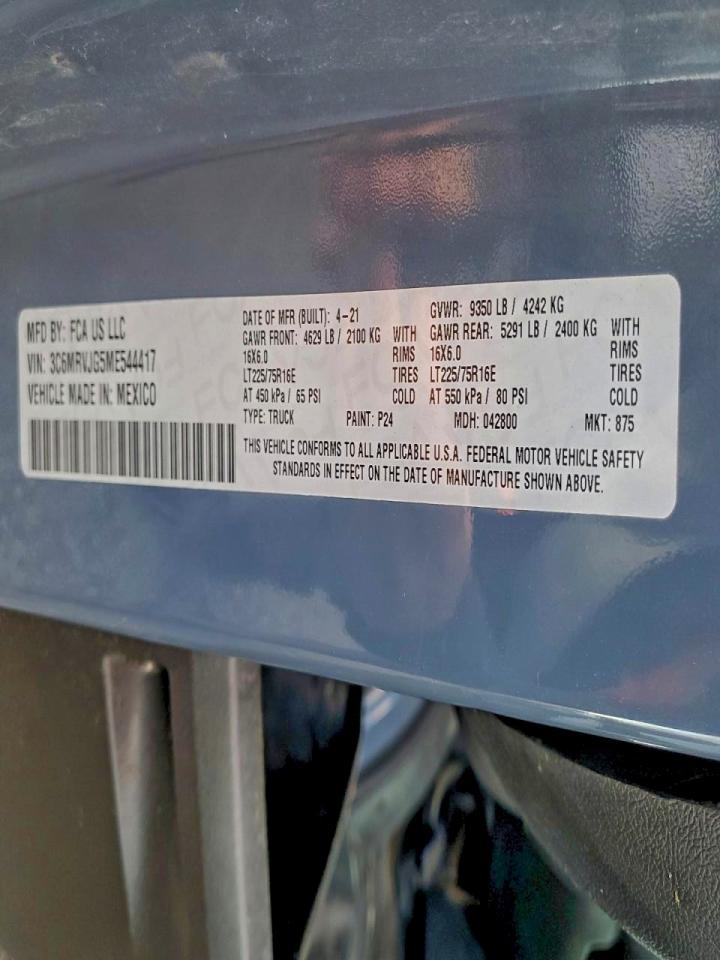 MFD BY: FCA US LLC
VIN: 3C6MRVJG5ME544417
VEHICLE MADE IN: MEXICO
DATE OF MFR (BUILT): 4-21 GVWR: 9350 LB / 4242 KG
GAWR FRONT: 4629 LB / 2100 KG WITH GAWR REAR: 5291 LB / 2400 KG WITH
16X6.0 RIMS 16X6.0 RIMS
LT225/75R16E TIRES LT225/75R16E TIRES
AT 450 kPa / 65 PSI COLD AT 550 kPa / 80 PSI COLD
TYPE: TRUCK PAINT: P24 MDH: 042800 MKT: 875
THIS VEHICLE CONFORMS TO ALL APPLICABLE U.S.A. FEDERAL MOTOR VEHICLE SAFETY
STANDARDS IN EFFECT ON THE DATE OF MANUFACTURE SHOWN ABOVE.